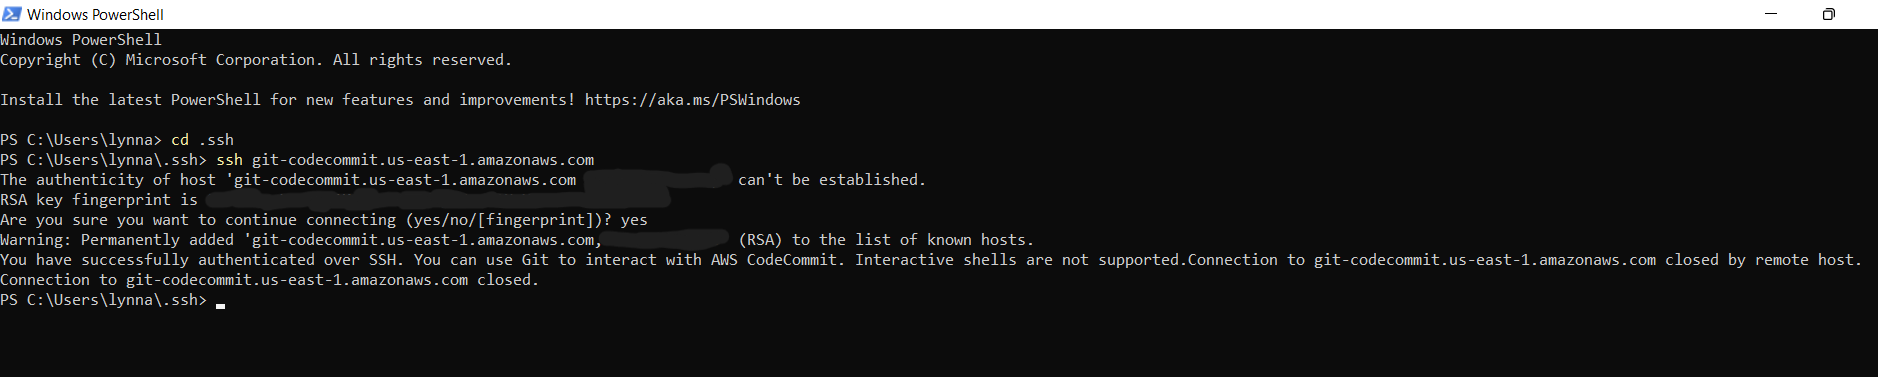 Windows PowerShell
Windows PowerShell
Copyright (C) Microsoft Corporation. All rights reserved.
Install the latest PowerShell for new features and improvements! https://aka.ms/PSWindows
PS C:\Users\lynna> cd .ssh
PS C:\Users\lynna\.ssh> ssh git-codecommit.us-east-1.amazonaws.com
The authenticity of host 'git-codecommit.us-east-1.amazonaws.com can't be established.
RSA key fingerprint is
Are you sure you want to continue connecting (yes/no/[fingerprint])? yes
Warning: Permanently added 'git-codecommit.us-east-1.amazonaws.com, (RSA) to the list of known hosts.
You have successfully authenticated over SSH. You can use Git to interact with AWS CodeCommit. Interactive shells are not supported.Connection to git-codecommit.us-east-1.amazonaws.com closed by remote host.
Connection to git-codecommit.us-east-1.amazonaws.com closed.
PS C:\Users\lynna\.ssh>